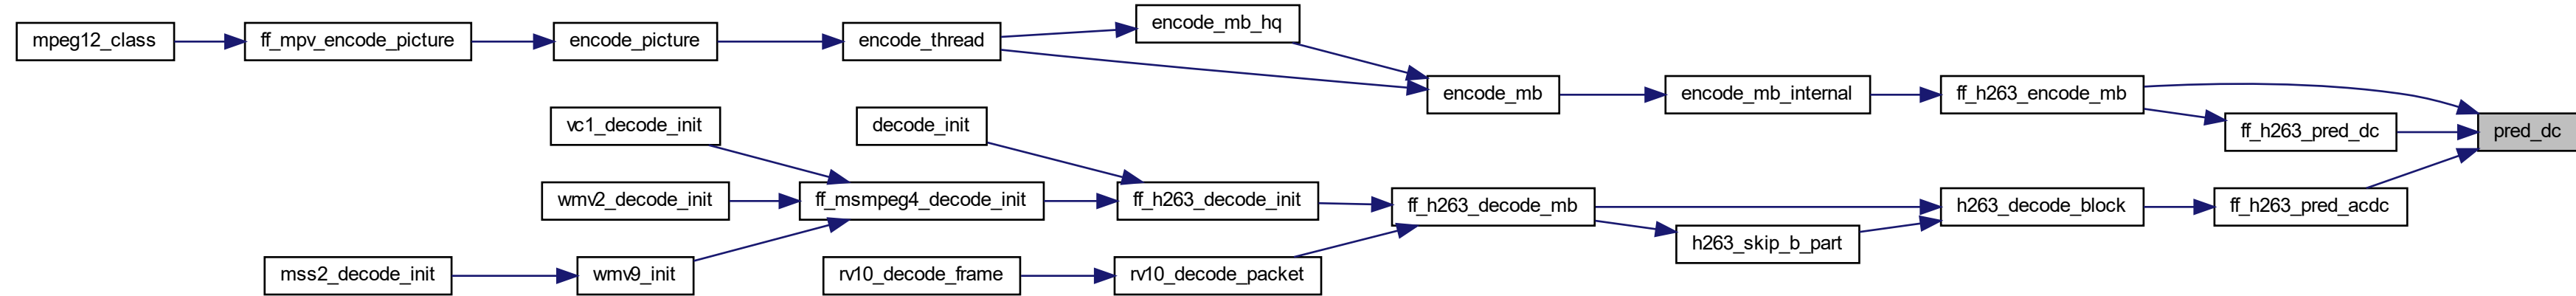 mpeg12_class
ff_mpv_encode_picture
encode_picture
encode_thread
encode_mb_hq
encode_mb
encode_mb_internal
ff_h263_encode_mb
ff_h263_pred_dc
pred_dc
vc1_decode_init
decode_init
wmv2_decode_init
ff_msmpeg4_decode_init
ff_h263_decode_init
ff_h263_decode_mb
h263_decode_block
ff_h263_pred_acdc
h263_skip_b_part
mss2_decode_init
wmv9_init
rv10_decode_frame
rv10_decode_packet